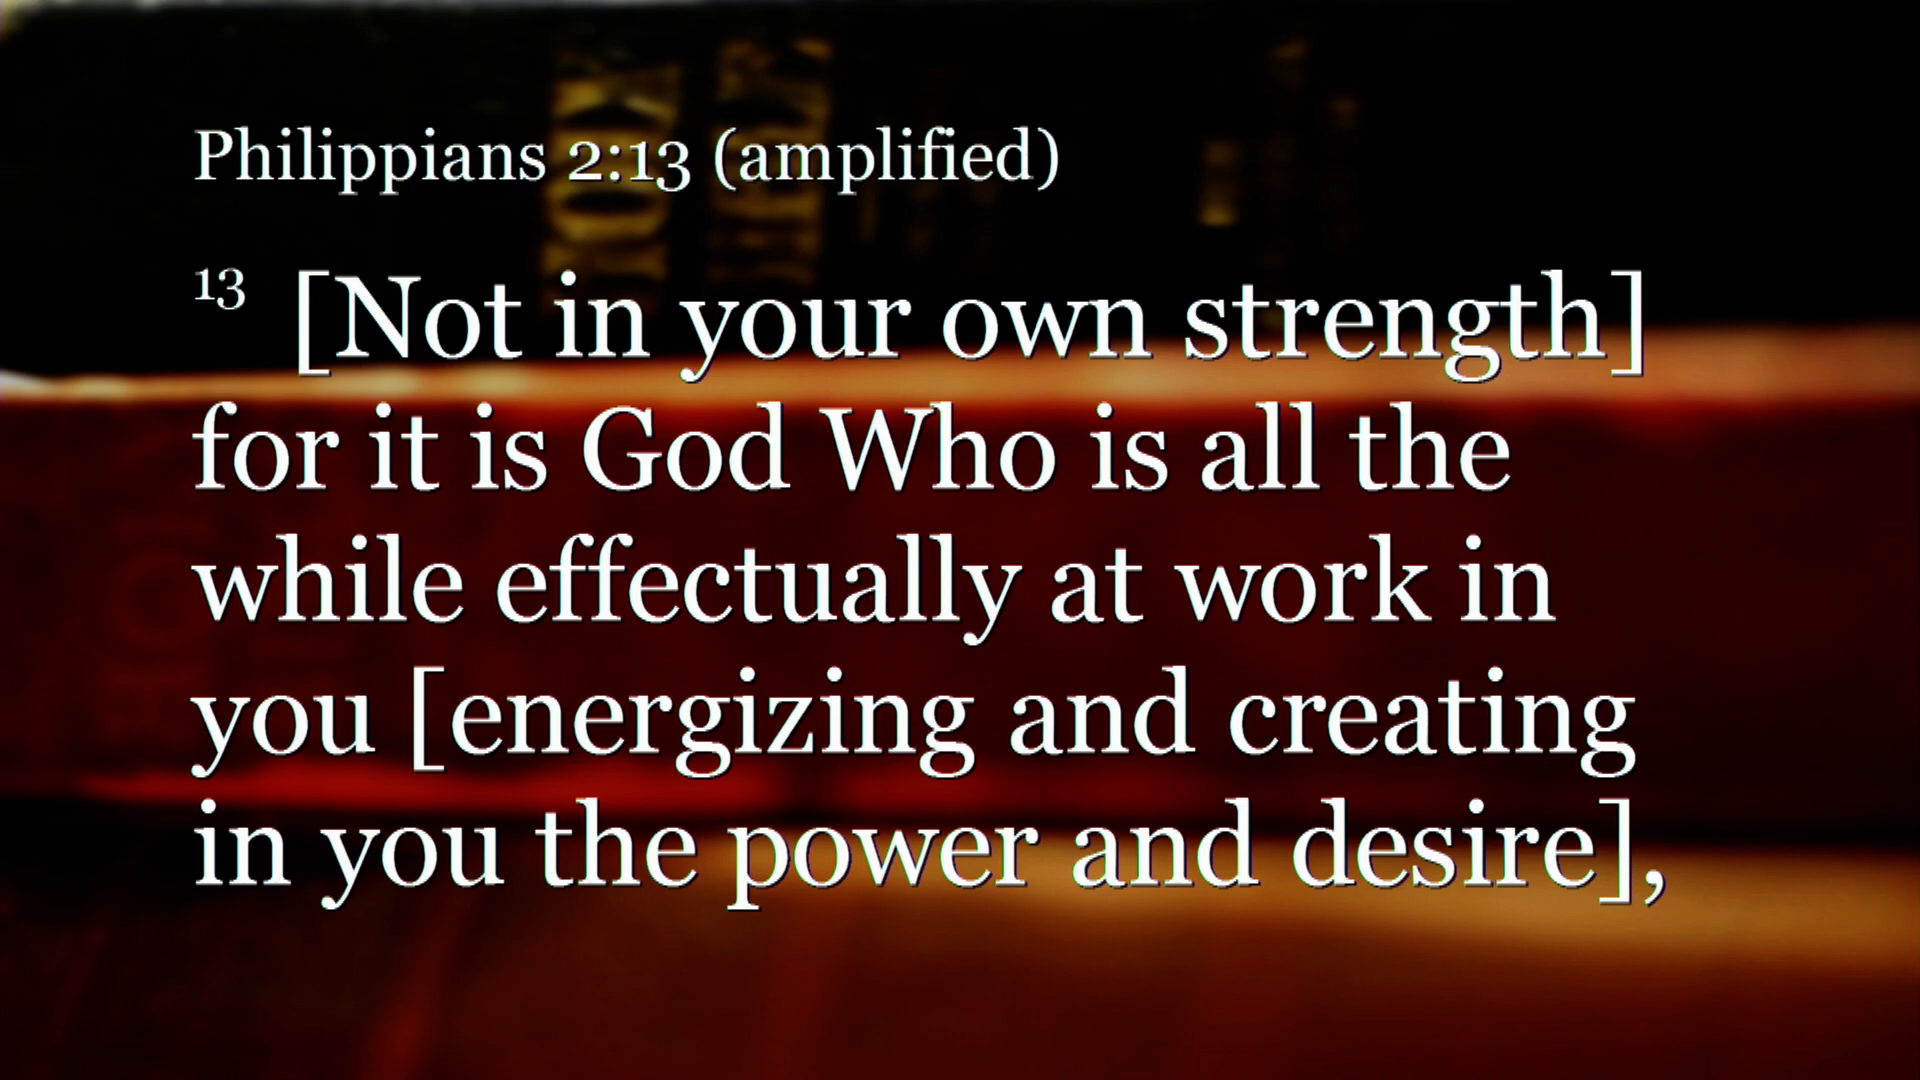 Philippians 2:13 (amplified)
13 [Not in your own strength]
for it is God Who is all the
while effectually at work in
you [energizing and creating
in you the power and desire],